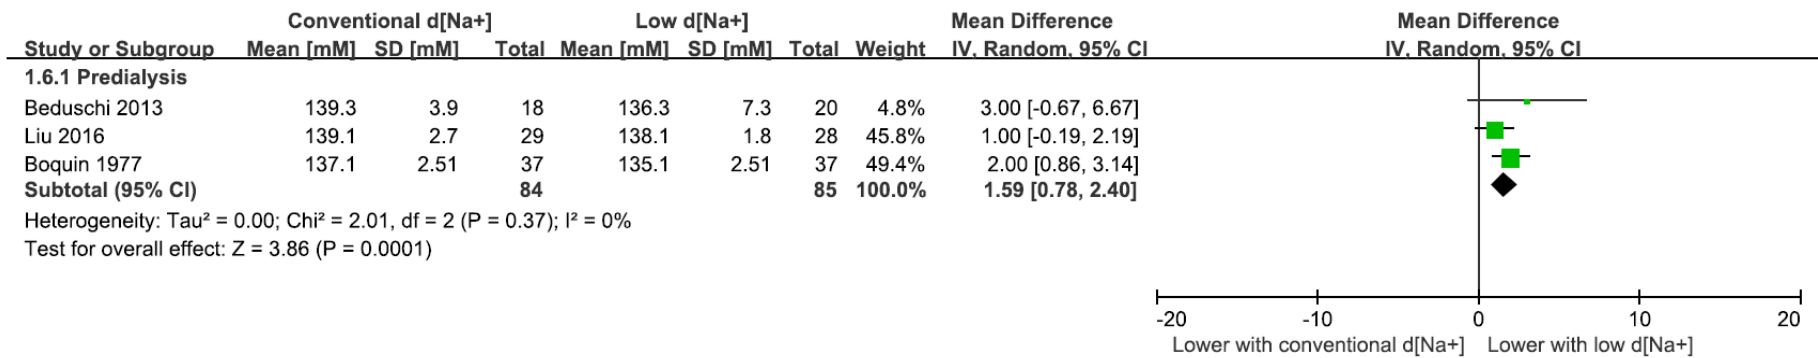 Conventional d[Na+] Low d[Na+] Mean Difference Mean Difference
Study or Subgroup Mean [mM] SD [mM] Total Mean [mM] SD [mM] Total Weight IV, Random, 95% CI IV, Random, 95% CI
1.6.1 Predialysis
Beduschi 2013 139.3 3.9 18 136.3 7.3 20 4.8% 3.00 [-0.67, 6.67]
Liu 2016 139.1 2.7 29 138.1 1.8 28 45.8% 1.00 [-0.19, 2.19]
Boquin 1977 137.1 2.51 37 135.1 2.51 37 49.4% 2.00 [0.86, 3.14]
Subtotal (95% CI) 84 85 100.0% 1.59 [0.78, 2.40]
Heterogeneity: Tau² = 0.00; Chi² = 2.01, df = 2 (P = 0.37); I² = 0%
Test for overall effect: Z = 3.86 (P = 0.0001)
-20 -10 0 10 20
Lower with conventional d[Na+] Lower with low d[Na+]